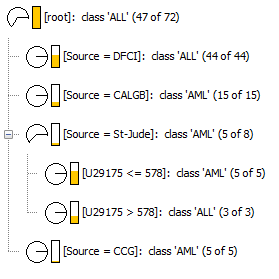 [root]: class 'ALL' (47 of 72)
[Source = DFCI]: class 'ALL' (44 of 44)
[Source = CALGB]: class 'AML' (15 of 15)
[Source = St-Jude]: class 'AML' (5 of 8)
[U29175 <= 578]: class 'AML' (5 of 5)
[U29175 > 578]: class 'ALL' (3 of 3)
[Source = CCG]: class 'AML' (5 of 5)